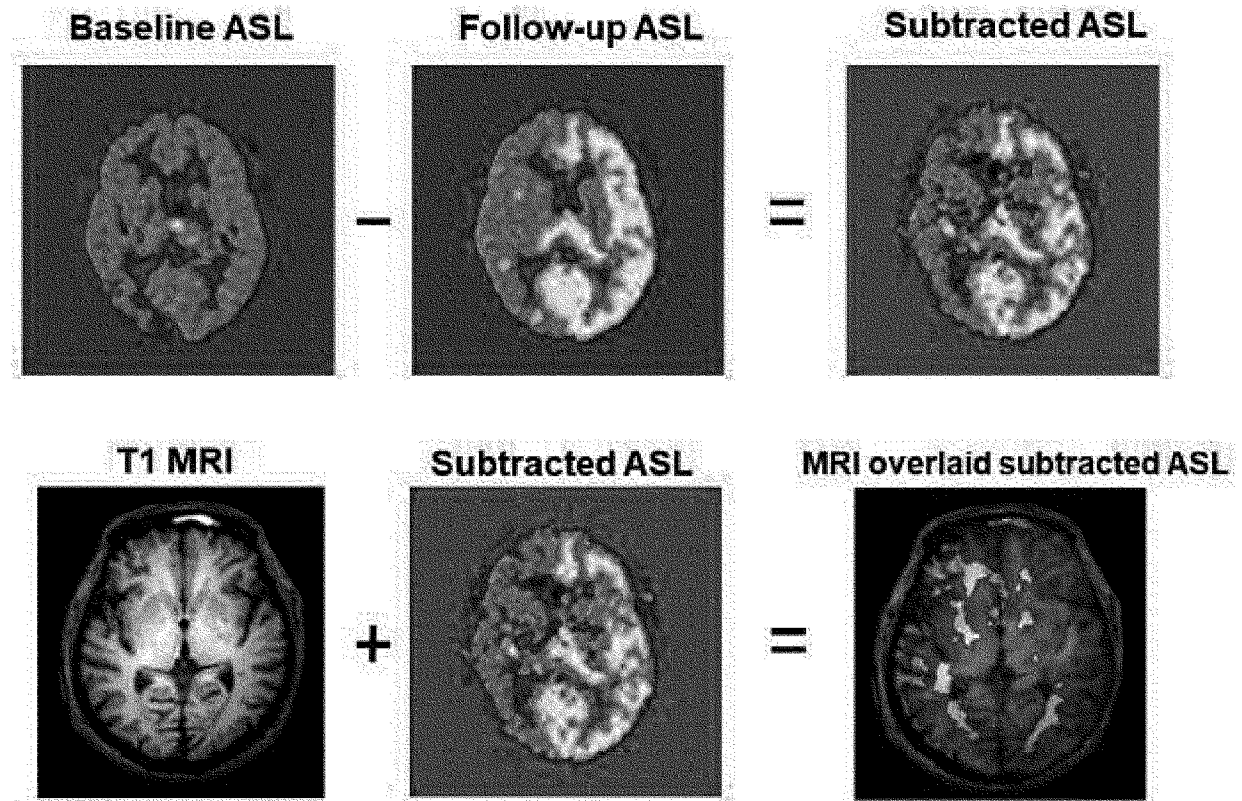 Baseline ASL
Follow-up ASL
Subtracted ASL
–
=
T1 MRI
Subtracted ASL
MRI overlaid subtracted ASL
+
=